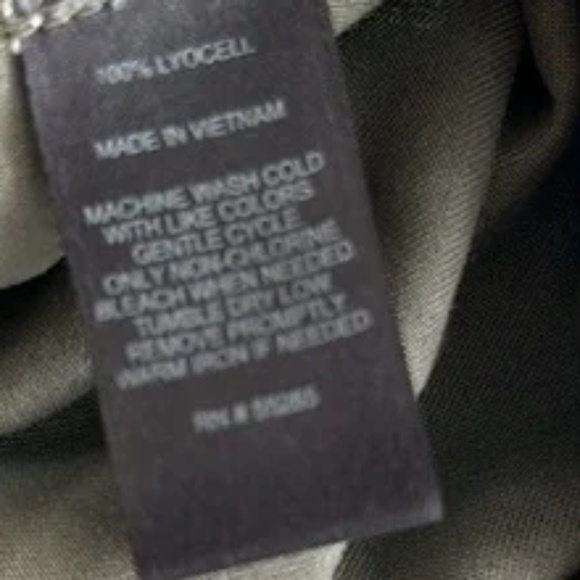 100% LYOCELL
MADE IN VIETNAM
MACHINE WASH COLD
WITH LIKE COLORS
GENTLE CYCLE
ONLY NON-CHLORINE
BLEACH WHEN NEEDED.
TUMBLE DRY LOW
REMOVE PROMPTLY
WARM IRON IF NEEDED
RN #